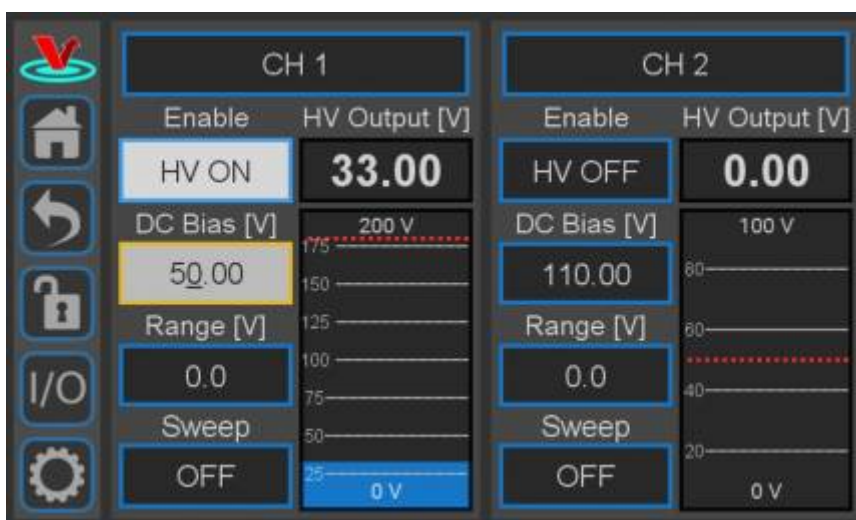 CH 1
Enable HV Output [V]
HV ON 33.00
DC Bias [V] 200 V
175
50.00
150
Range [V] 125
100
0.0
75
Sweep
50
OFF
25
0 V
CH 2
Enable HV Output [V]
HV OFF 0.00
DC Bias [V] 100 V
110.00 80
Range [V] 60
0.0
40
Sweep
20
OFF
0 V
I/O